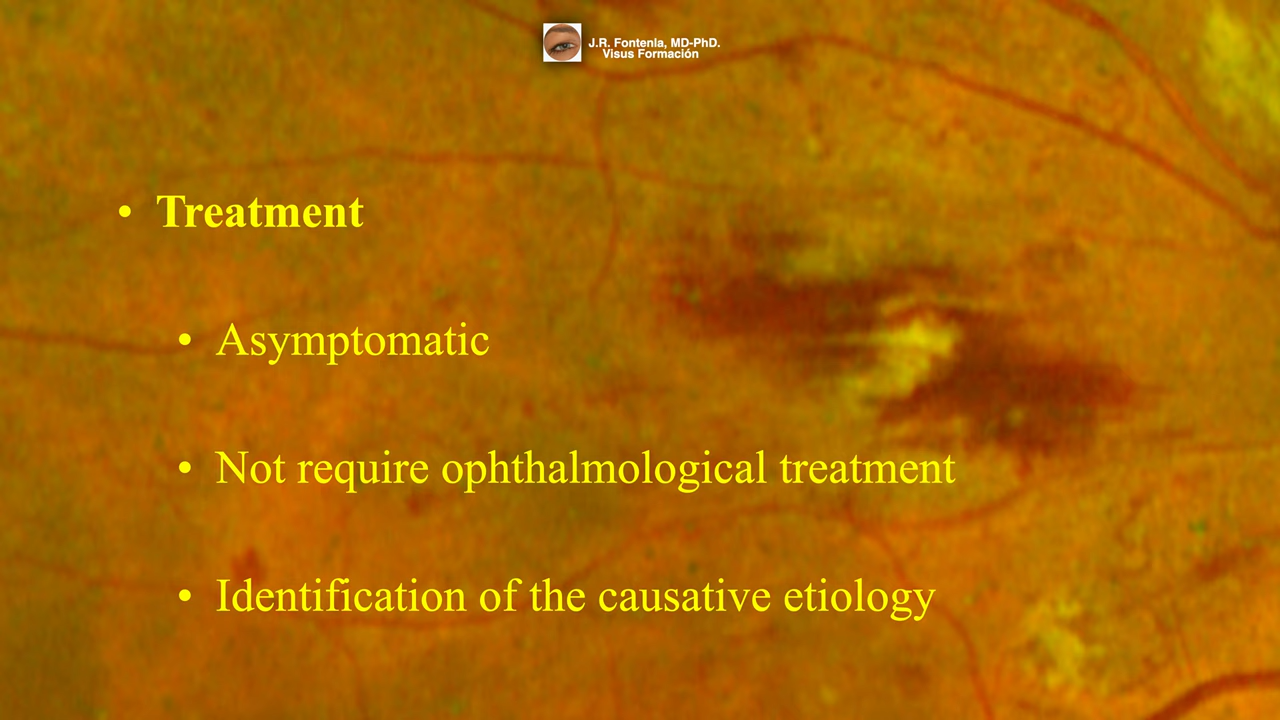 J.R. Fontenla, MD-PhD.
Visus Formación
• Treatment
• Asymptomatic
• Not require ophthalmological treatment
• Identification of the causative etiology